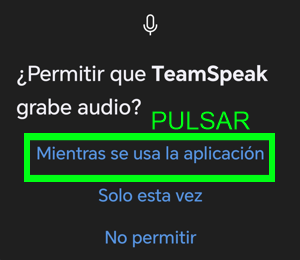 ¿Permitir que TeamSpeak
grabe audio?
PULSAR
Mientras se usa la aplicación
Solo esta vez
No permitir